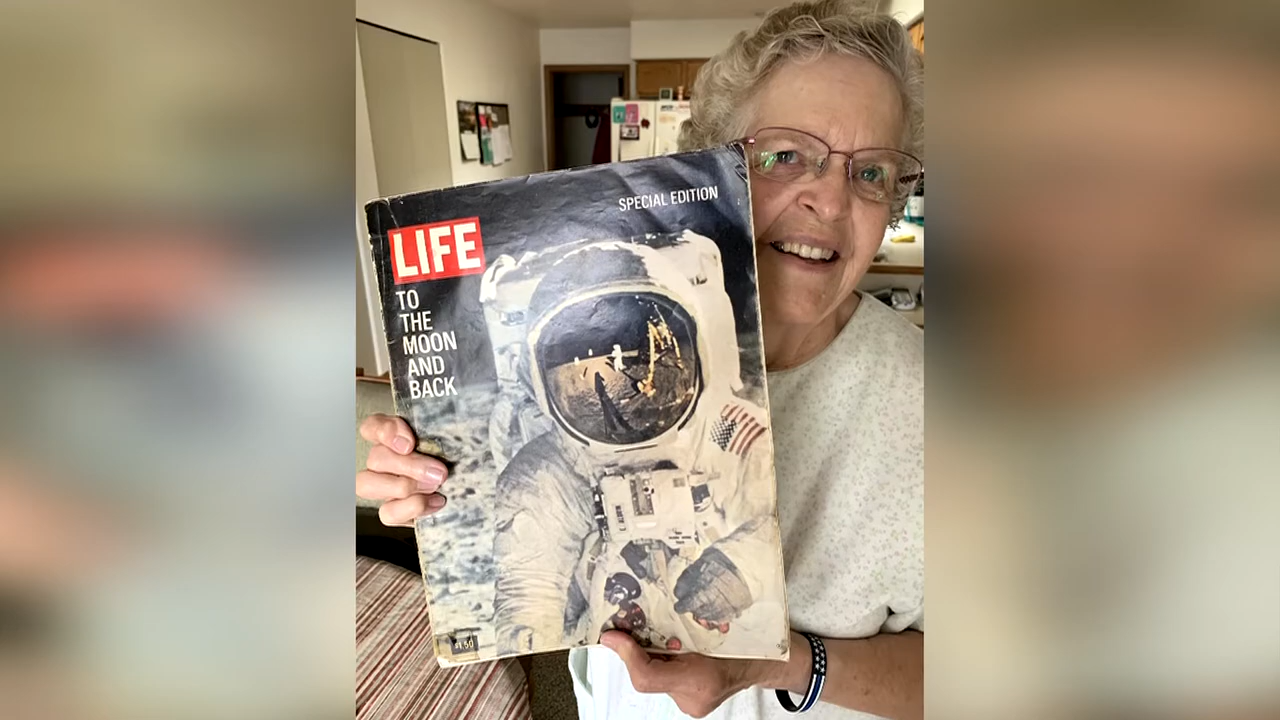 SPECIAL EDITION
LIFE
TO
THE
MOON
AND
BACK
$1.50